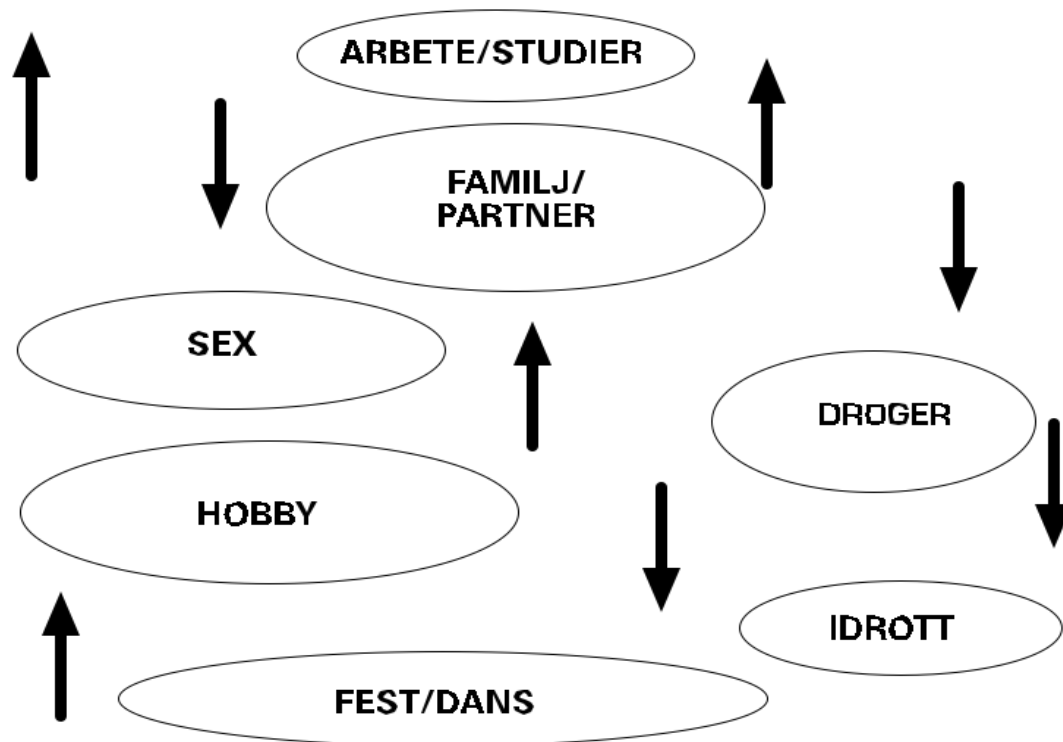 ARBETE/STUDIER
FAMILJ/
PARTNER
SEX
DROGER
HOBBY
IDROTT
FEST/DANS